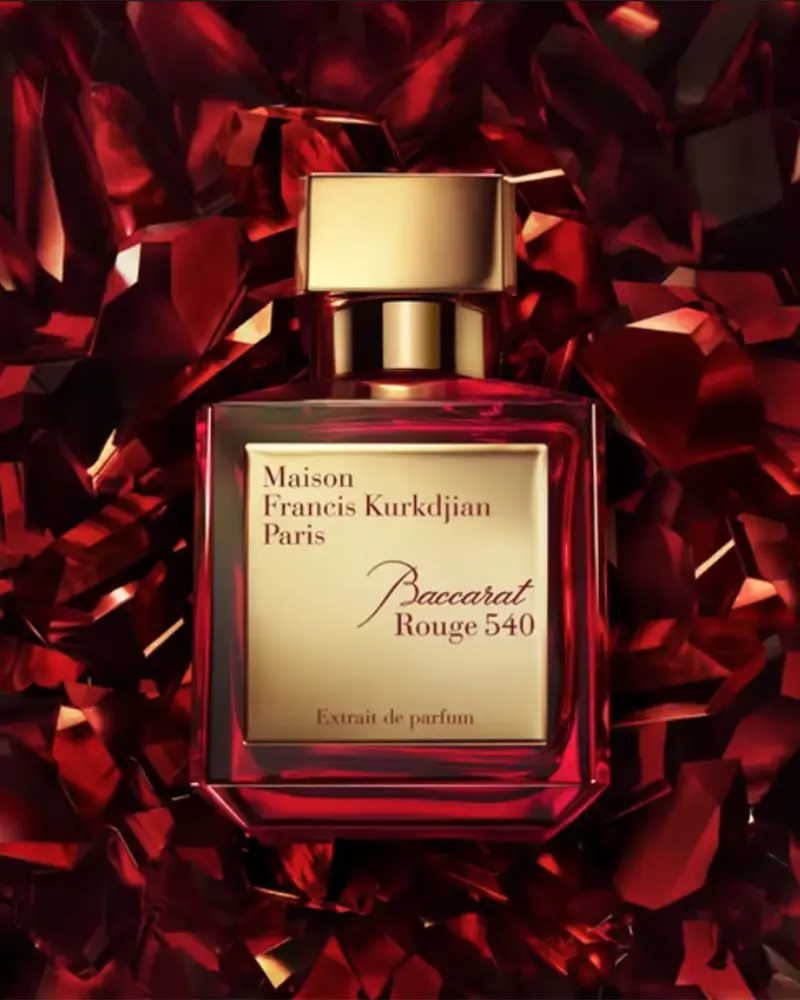 Maison
Francis Kurkdjian
Paris
Baccarat
Rouge 540
Extrait de parfum